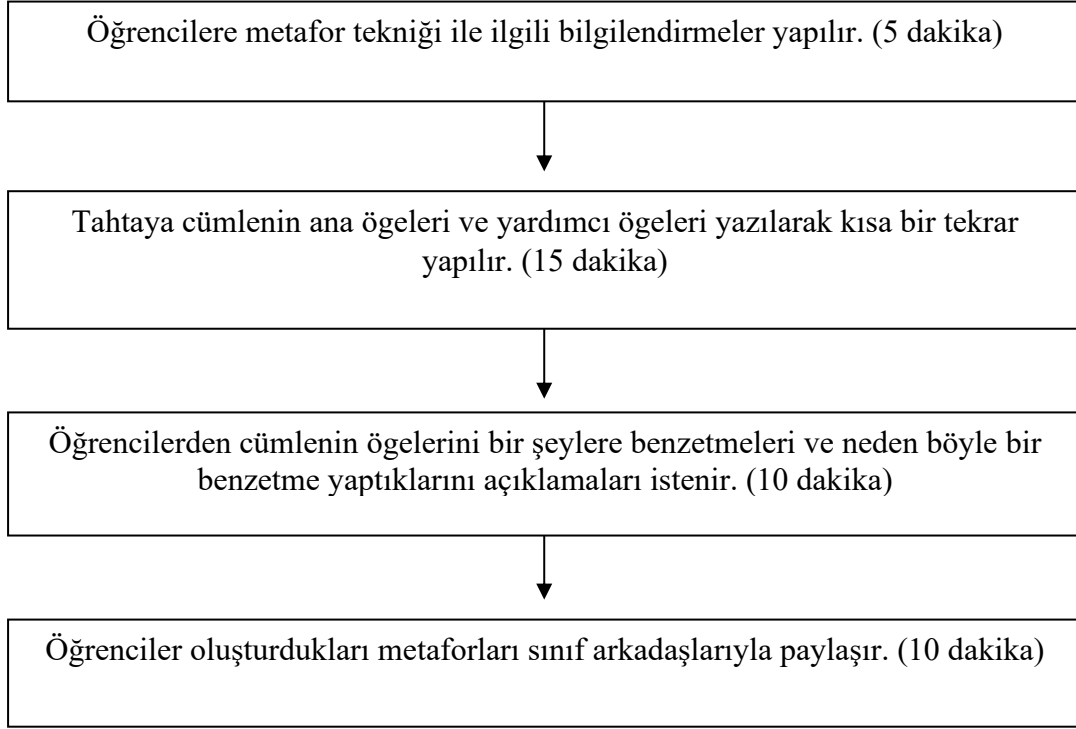 Öğrencilere metafor tekniği ile ilgili bilgilendirmeler yapılır. (5 dakika)
Tahtaya cümlenin ana ögeleri ve yardımcı ögeleri yazılarak kısa bir tekrar
yapılır. (15 dakika)
Öğrencilerden cümlenin ögelerini bir şeylere benzetmeleri ve neden böyle bir
benzetme yaptıklarını açıklamaları istenir. (10 dakika)
Öğrenciler oluşturdukları metaforları sınıf arkadaşlarıyla paylaşır. (10 dakika)